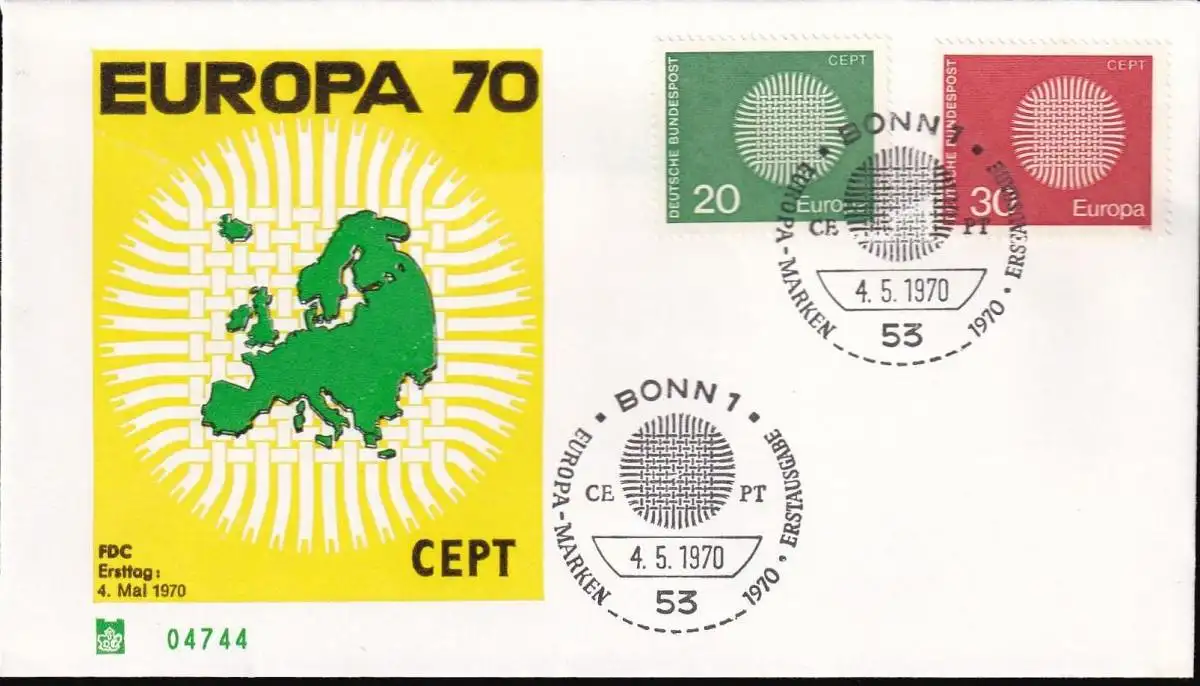 EUROPA 70
CEPT
FDC
Ersttag:
4. Mai 1970
04744
DEUTSCHE BUNDESPOST
CEPT
20
Europa
DEUTSCHE BUNDESPOST
CEPT
30
Europa
BONN 1
EUROPA-MARKEN
CE PT
4. 5. 1970
53
1970 · ERSTAUSGABE
BONN 1
EUROPA-MARKEN
CE PT
4. 5. 1970
53
1970 · ERSTAUSGABE